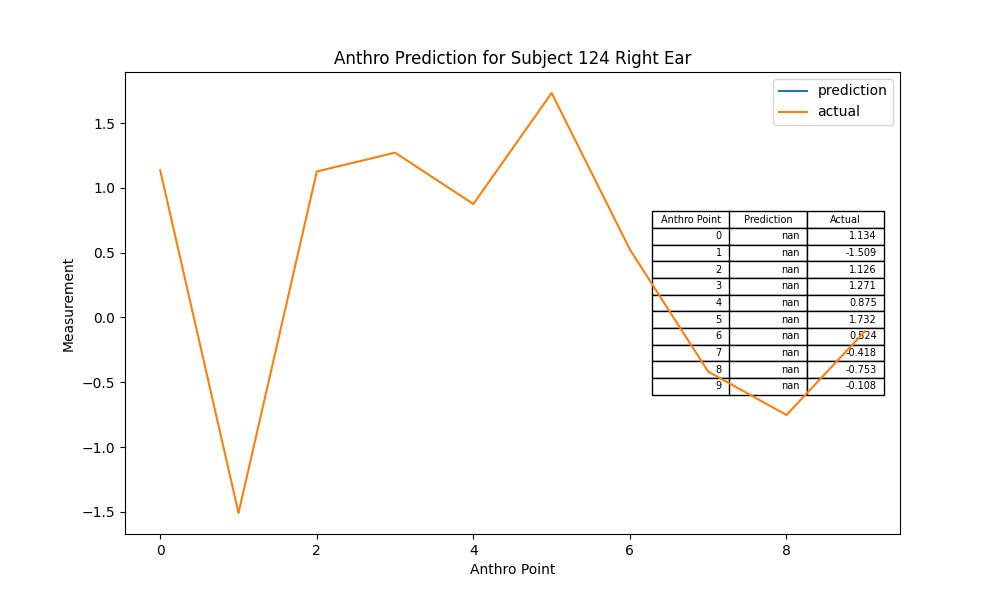 Anthro Prediction for Subject 124 Right Ear
prediction
actual
1.5
1.0
0.5
0.0
−0.5
−1.0
−1.5
Measurement
Anthro Point Prediction Actual
0 nan 1.134
1 nan -1.509
2 nan 1.126
3 nan 1.271
4 nan 0.875
5 nan 1.732
6 nan 0.524
7 nan -0.418
8 nan -0.753
9 nan -0.108
0 2 4 6 8
Anthro Point